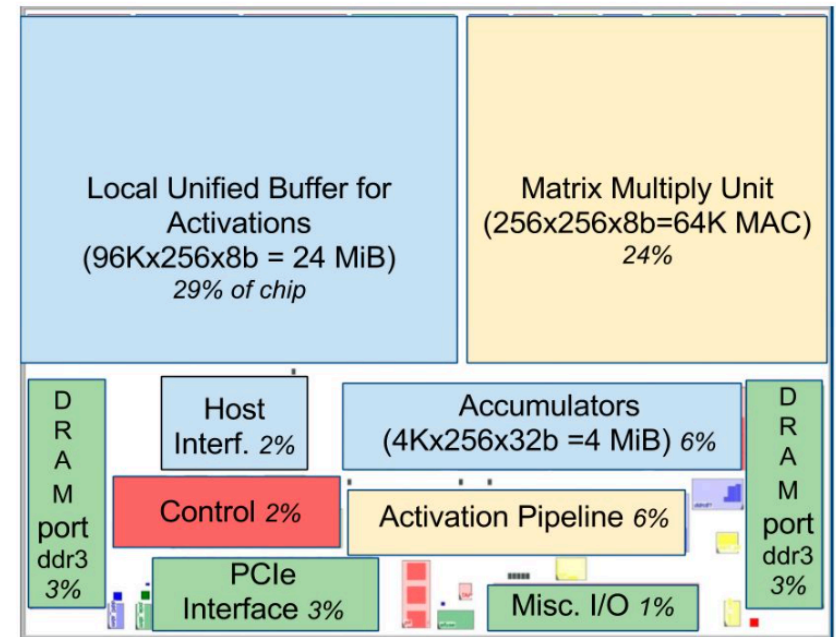 Local Unified Buffer for
Activations
(96Kx256x8b = 24 MiB)
29% of chip
Matrix Multiply Unit
(256x256x8b=64K MAC)
24%
D
R
A
M
port
ddr3
3%
Host
Interf. 2%
Accumulators
(4Kx256x32b =4 MiB) 6%
D
R
A
M
port
ddr3
3%
Control 2%
Activation Pipeline 6%
PCIe
Interface 3%
Misc. I/O 1%